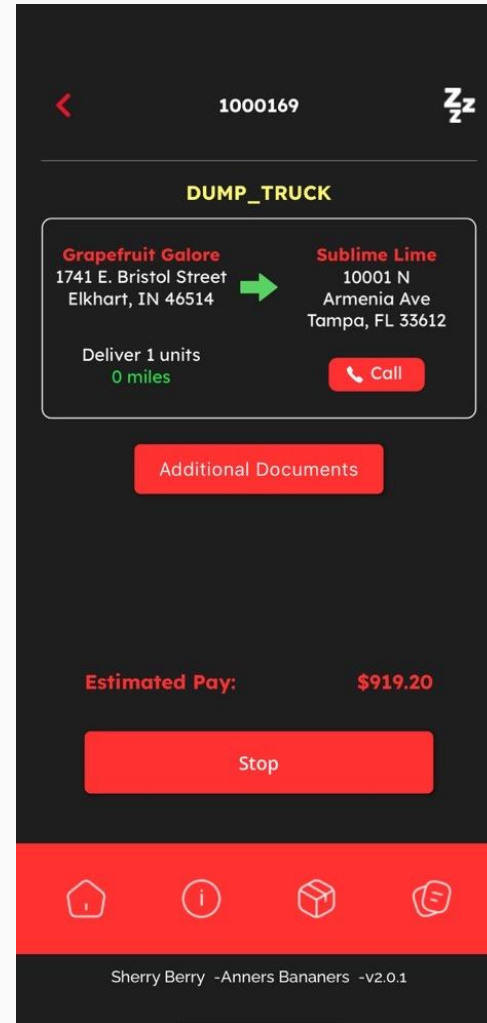 1000169
Zzz
DUMP_TRUCK
Grapefruit Galore
1741 E. Bristol Street
Elkhart, IN 46514
Sublime Lime
10001 N
Armenia Ave
Tampa, FL 33612
Deliver 1 units
0 miles
Call
Additional Documents
Estimated Pay: $919.20
Stop
Sherry Berry -Anners Bananers -v2.0.1